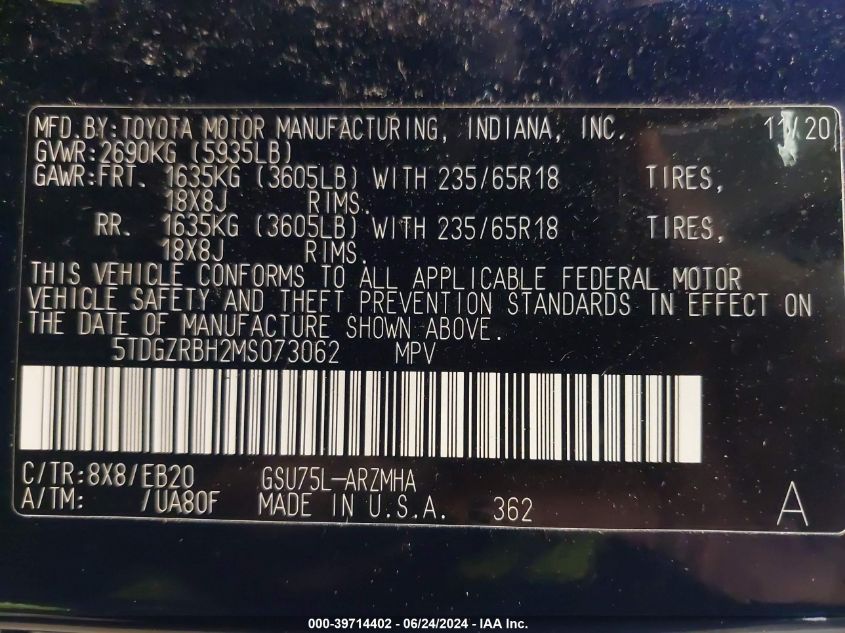 MFD.BY:TOYOTA MOTOR MANUFACTURING, INDIANA, INC. 11/20
GVWR:2690KG (5935LB)
GAWR:FRT. 1635KG (3605LB) WITH 235/65R18 TIRES,
18X8J RIMS.
RR. 1635KG (3605LB) WITH 235/65R18 TIRES,
18X8J RIMS.
THIS VEHICLE CONFORMS TO ALL APPLICABLE FEDERAL MOTOR
VEHICLE SAFETY AND THEFT PREVENTION STANDARDS IN EFFECT ON
THE DATE OF MANUFACTURE SHOWN ABOVE.
5TDGZRBH2MS073062 MPV
C/TR:8X8/EB20 GSU75L-ARZMHA
A/TM: /UA80F MADE IN U.S.A. 362 A
000-39714402 - 06/24/2024 - IAA Inc.